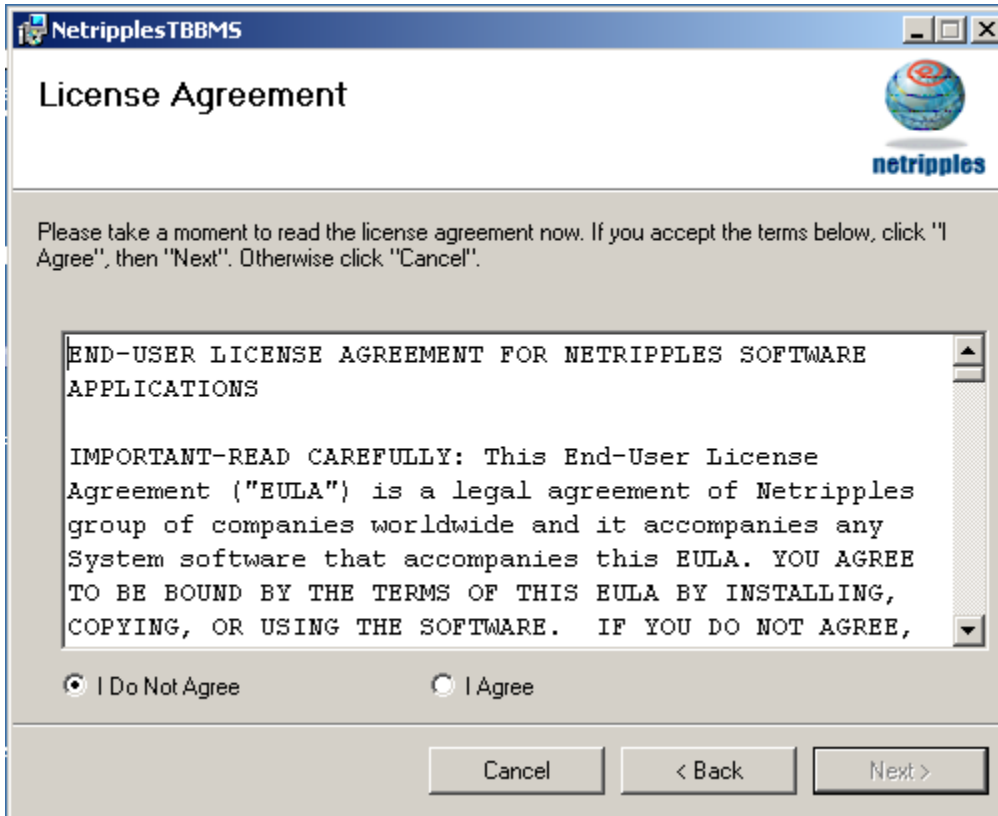 NetripplesTBBMS
License Agreement
netripples
Please take a moment to read the license agreement now. If you accept the terms below, click "I
Agree", then "Next". Otherwise click "Cancel".
END-USER LICENSE AGREEMENT FOR NETRIPPLES SOFTWARE
APPLICATIONS
IMPORTANT-READ CAREFULLY: This End-User License
Agreement ("EULA") is a legal agreement of Netripples
group of companies worldwide and it accompanies any
System software that accompanies this EULA. YOU AGREE
TO BE BOUND BY THE TERMS OF THIS EULA BY INSTALLING,
COPYING, OR USING THE SOFTWARE.  IF YOU DO NOT AGREE,
I Do Not Agree
I Agree
Cancel
< Back
Next >